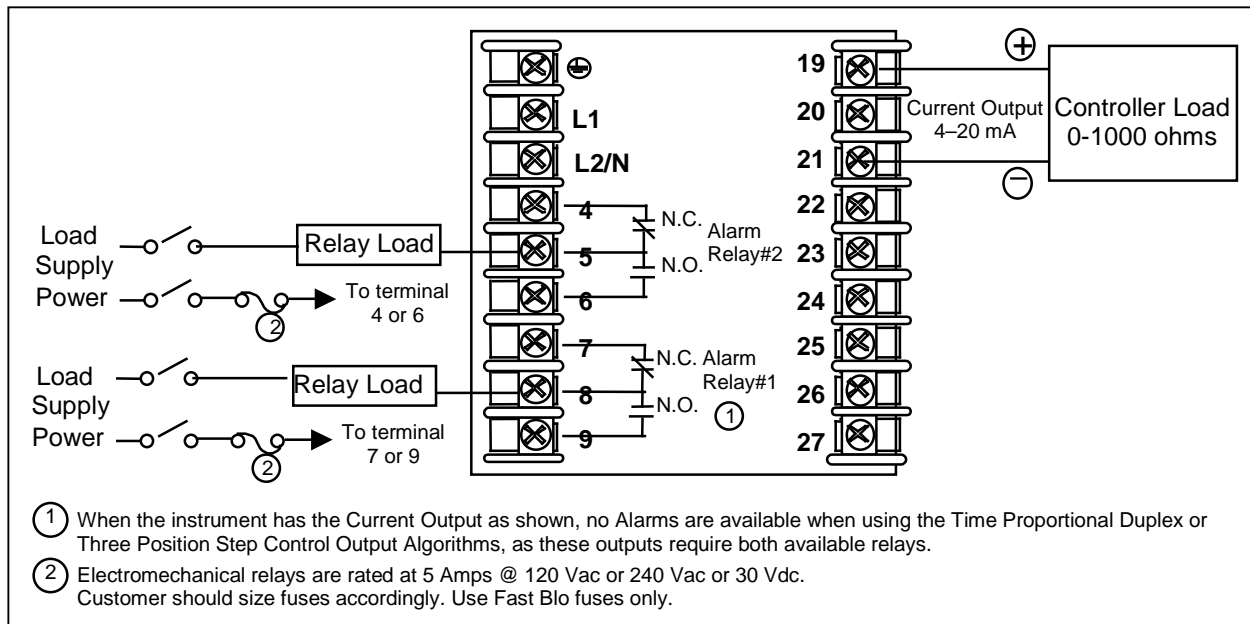 L1
L2/N
4
5
6
7
8
9
N.C.
N.O.
Alarm
Relay#2
N.C.
N.O.
Alarm
Relay#1
1
19
20
21
22
23
24
25
26
27
+
Current Output
4–20 mA
−
Controller Load
0-1000 ohms
Load
Supply
Power
Relay Load
2
To terminal
4 or 6
Load
Supply
Power
Relay Load
2
To terminal
7 or 9
1 When the instrument has the Current Output as shown, no Alarms are available when using the Time Proportional Duplex or
Three Position Step Control Output Algorithms, as these outputs require both available relays.
2 Electromechanical relays are rated at 5 Amps @ 120 Vac or 240 Vac or 30 Vdc.
Customer should size fuses accordingly. Use Fast Blo fuses only.